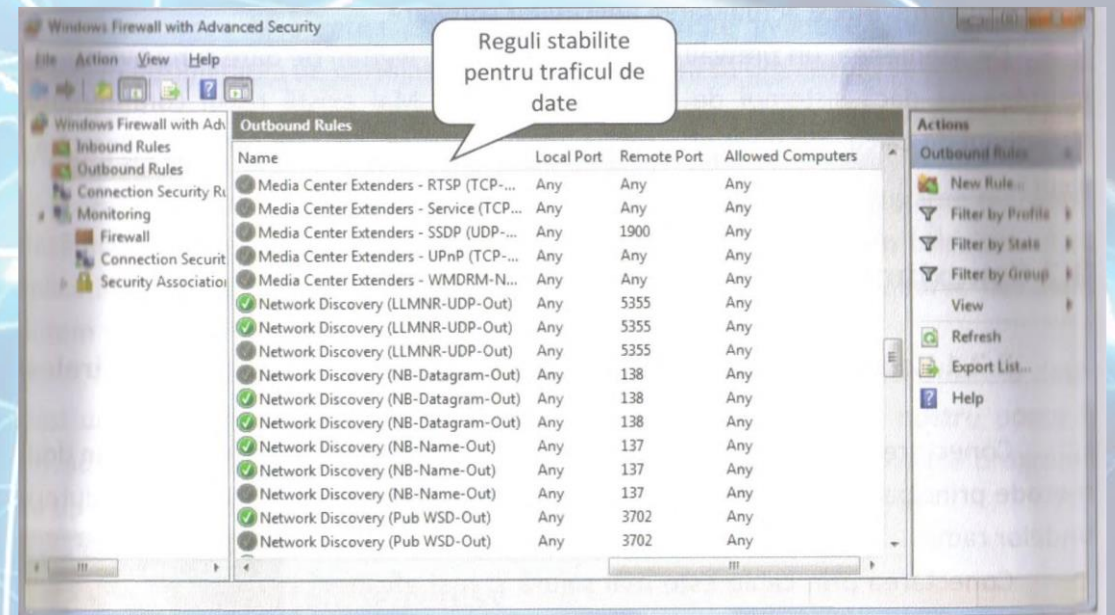 Windows Firewall with Advanced Security
File Action View Help
Reguli stabilite
pentru traficul de
date
Windows Firewall with Adv
Inbound Rules
Outbound Rules
Connection Security Ru
Monitoring
Firewall
Connection Securit
Security Association
Outbound Rules
Name Local Port Remote Port Allowed Computers
Media Center Extenders - RTSP (TCP-... Any Any Any
Media Center Extenders - Service (TCP... Any Any Any
Media Center Extenders - SSDP (UDP-... Any 1900 Any
Media Center Extenders - UPnP (TCP-... Any Any Any
Media Center Extenders - WMDRM-N... Any Any Any
Network Discovery (LLMNR-UDP-Out) Any 5355 Any
Network Discovery (LLMNR-UDP-Out) Any 5355 Any
Network Discovery (LLMNR-UDP-Out) Any 5355 Any
Network Discovery (NB-Datagram-Out) Any 138 Any
Network Discovery (NB-Datagram-Out) Any 138 Any
Network Discovery (NB-Datagram-Out) Any 138 Any
Network Discovery (NB-Name-Out) Any 137 Any
Network Discovery (NB-Name-Out) Any 137 Any
Network Discovery (NB-Name-Out) Any 137 Any
Network Discovery (Pub WSD-Out) Any 3702 Any
Network Discovery (Pub WSD-Out) Any 3702 Any
Actions
Outbound Rules
New Rule...
Filter by Profile
Filter by State
Filter by Group
View
Refresh
Export List...
Help